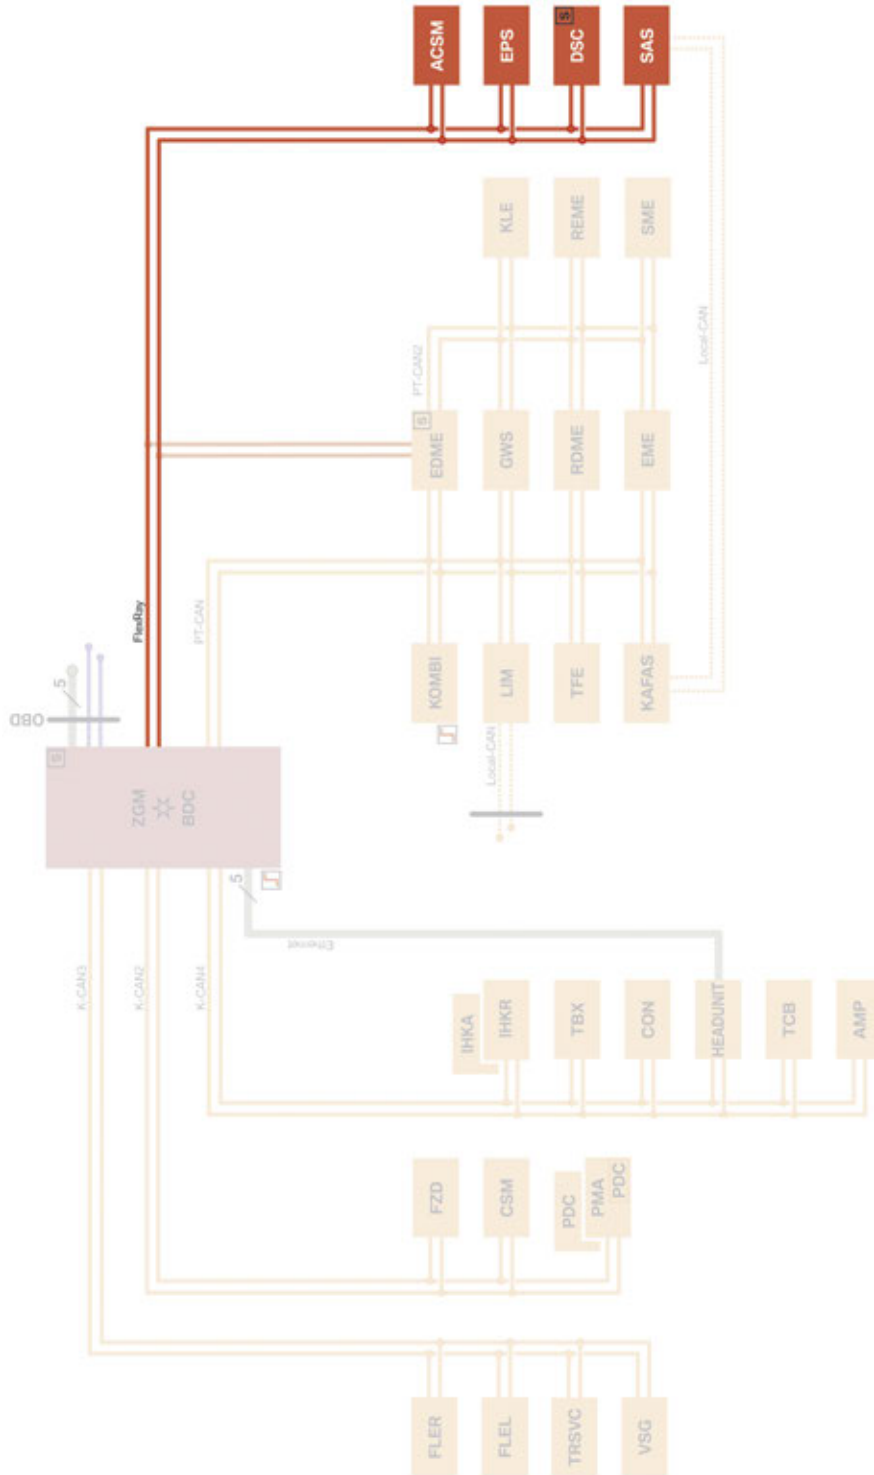 ACSM
EPS
S
DSC
SAS
KLE
REME
SME
PT-CAN2
Local-CAN
S
EDME
GWS
RDME
EME
FlexRay
PT-CAN
5
OBD
KOMBI
LIM
TFE
KAFAS
Local-CAN
S
ZGM
BDC
5
Ethernet
K-CAN3
K-CAN2
K-CAN4
IHKA
IHKR
TBX
CON
HEADUNIT
TCB
AMP
FZD
CSM
PDC
PMA
PDC
FLER
FLEL
TRSVC
VSG